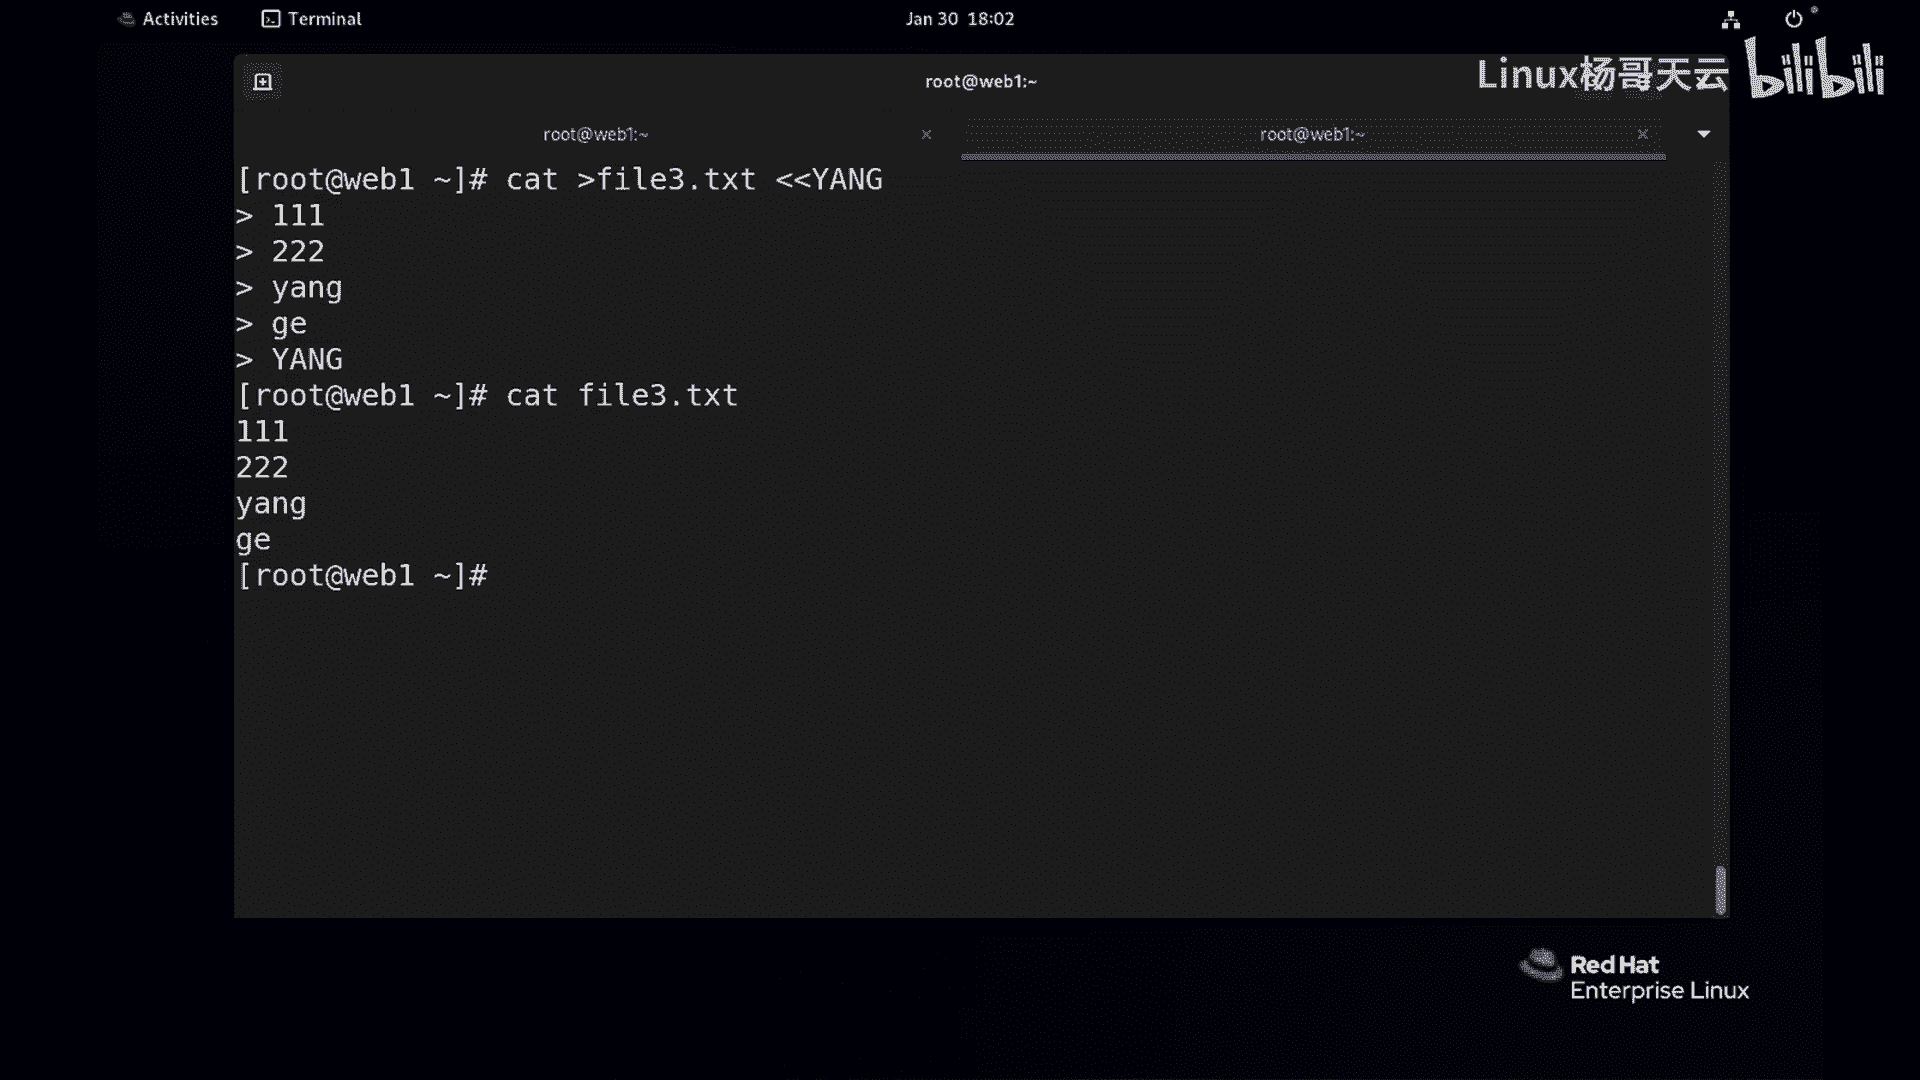 Activities Terminal Jan 30 18:02
root@web1:~ Linux杨哥天云 bilibili
root@web1:~ root@web1:~
[root@web1 ~]# cat >file3.txt <<YANG
> 111
> 222
> yang
> ge
> YANG
[root@web1 ~]# cat file3.txt
111
222
yang
ge
[root@web1 ~]#
Red Hat
Enterprise Linux